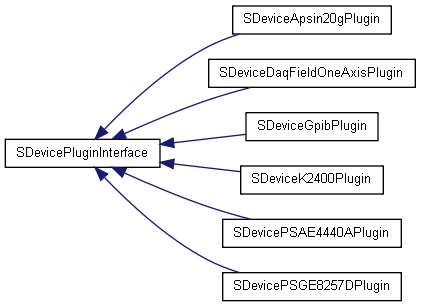 SDeviceApsin20gPlugin
SDeviceDaqFieldOneAxisPlugin
SDeviceGpibPlugin
SDevicePluginInterface
SDeviceK2400Plugin
SDevicePSAE4440APlugin
SDevicePSGE8257DPlugin